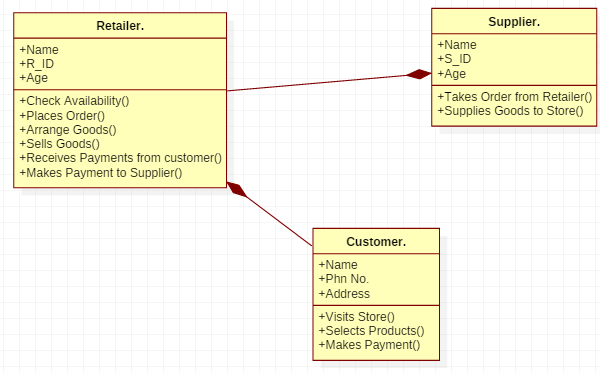 Retailer.
+Name
+R_ID
+Age
+Check Availability()
+Places Order()
+Arrange Goods()
+Sells Goods()
+Receives Payments from customer()
+Makes Payment to Supplier()
Supplier.
+Name
+S_ID
+Age
+Takes Order from Retailer()
+Supplies Goods to Store()
Customer.
+Name
+Phn No.
+Address
+Visits Store()
+Selects Products()
+Makes Payment()